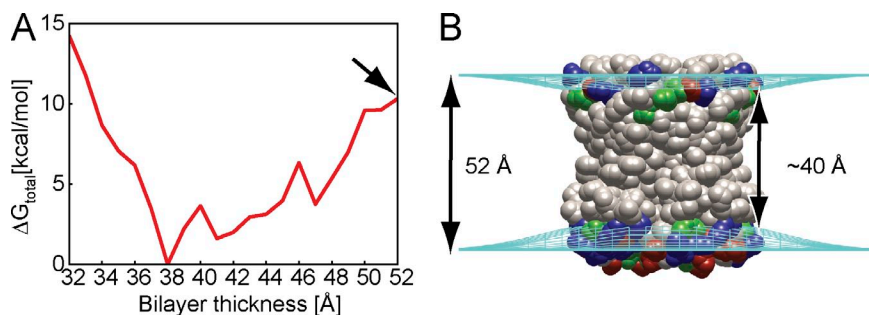 A
ΔGtotal[kcal/mol]
15
10
5
0
32 34 36 38 40 42 44 46 48 50 52
Bilayer thickness [Å]
B
52 Å
~40 Å